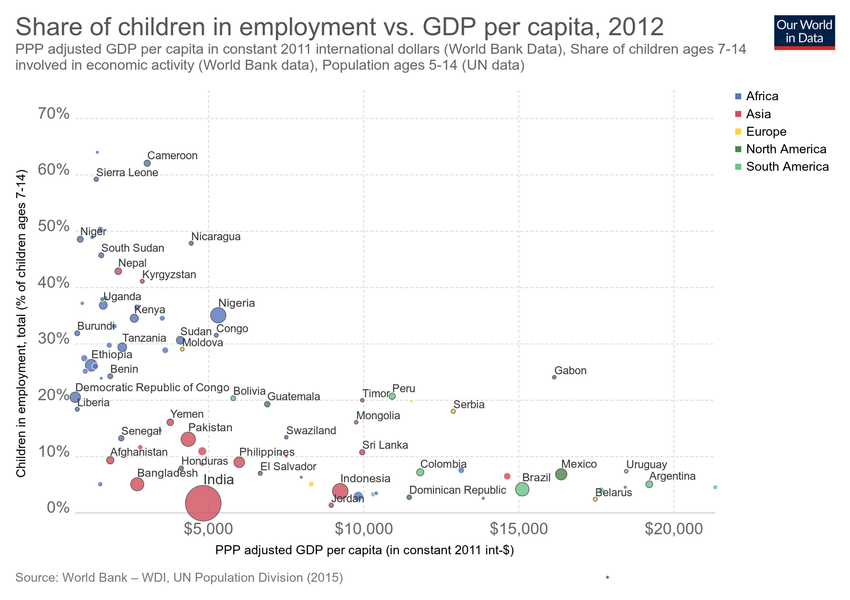 Share of children in employment vs. GDP per capita, 2012
PPP adjusted GDP per capita in constant 2011 international dollars (World Bank Data), Share of children ages 7-14
involved in economic activity (World Bank data), Population ages 5-14 (UN data)
Our World
in Data
Africa
Asia
Europe
North America
South America
Children in employment, total (% of children ages 7-14)
70%
60%
50%
40%
30%
20%
10%
0%
Cameroon
Sierra Leone
Niger
Nicaragua
South Sudan
Nepal
Kyrgyzstan
Uganda
Kenya
Nigeria
Burundi
Sudan
Congo
Tanzania
Moldova
Ethiopia
Benin
Gabon
Democratic Republic of Congo
Bolivia
Guatemala
Timor
Peru
Liberia
Serbia
Yemen
Mongolia
Senegal
Pakistan
Swaziland
Afghanistan
Honduras
Philippines
Sri Lanka
El Salvador
Colombia
Mexico
Uruguay
Bangladesh
India
Indonesia
Brazil
Argentina
Jordan
Dominican Republic
Belarus
$5,000
$10,000
$15,000
$20,000
PPP adjusted GDP per capita (in constant 2011 int-$)
Source: World Bank – WDI, UN Population Division (2015)